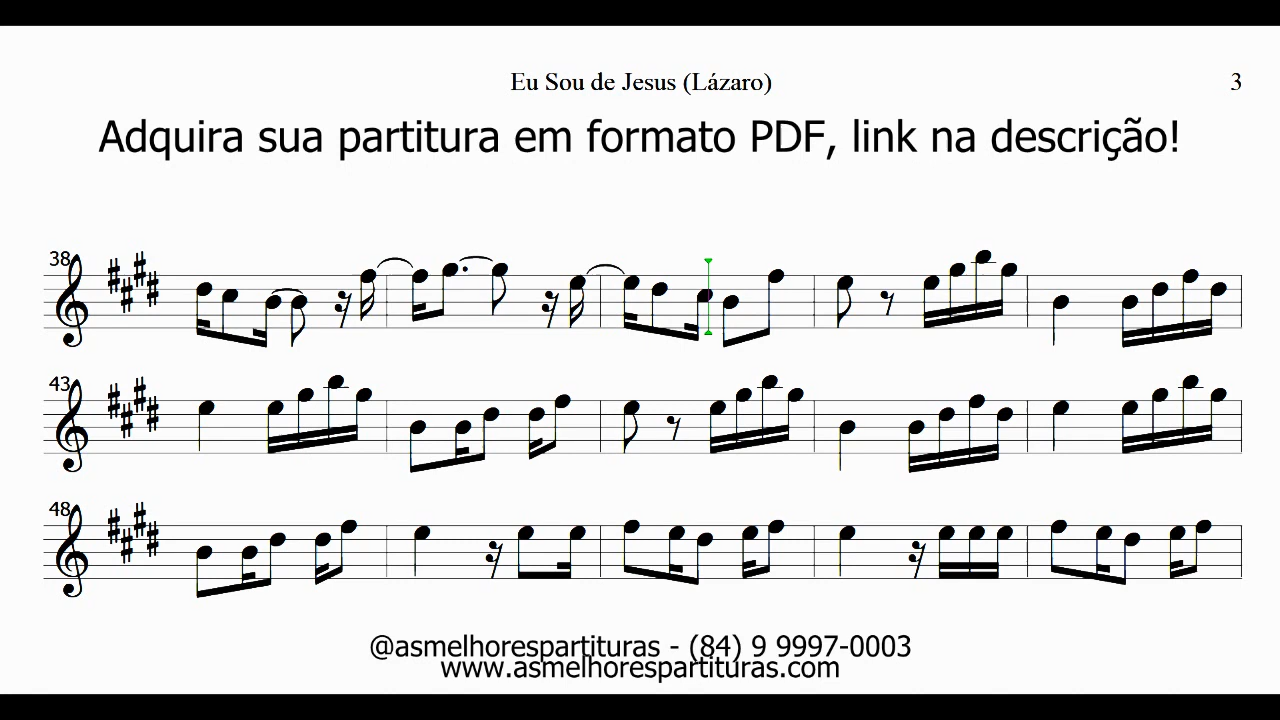 Eu Sou de Jesus (Lázaro)
3
Adquira sua partitura em formato PDF, link na descrição!
38
43
48
@asmelhorespartituras - (84) 9 9997-0003
www.asmelhorespartituras.com